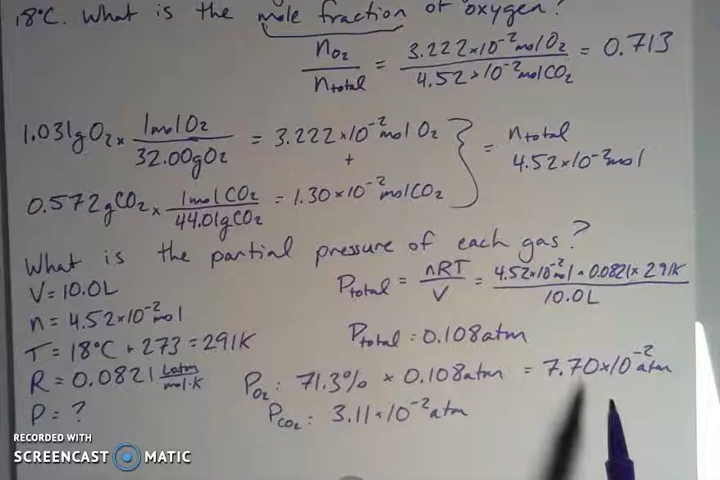 18°C. What is the mole fraction of oxygen?
nO₂ / ntotal = 3.222×10⁻² mol O₂ / 4.52×10⁻² mol CO₂ = 0.713
1.031g O₂ × 1 mol O₂ / 32.00g O₂ = 3.222×10⁻² mol O₂
+
= ntotal
4.52×10⁻² mol
0.572g CO₂ × 1 mol CO₂ / 44.01g CO₂ = 1.30×10⁻² mol CO₂
What is the partial pressure of each gas?
V = 10.0L
Ptotal = nRT / V = 4.52×10⁻² mol · 0.0821 × 291K / 10.0L
n = 4.52×10⁻² mol
Ptotal = 0.108atm
T = 18°C + 273 = 291K
R = 0.0821 L·atm / mol·K
PO₂: 71.3% × 0.108atm = 7.70×10⁻² atm
P = ?
PCO₂: 3.11×10⁻² atm
RECORDED WITH
SCREENCAST MATIC